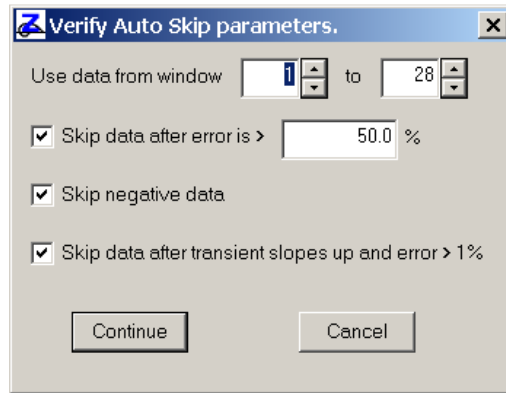 Verify Auto Skip parameters.
Use data from window 1 to 28
Skip data after error is > 50.0 %
Skip negative data
Skip data after transient slopes up and error > 1%
Continue Cancel